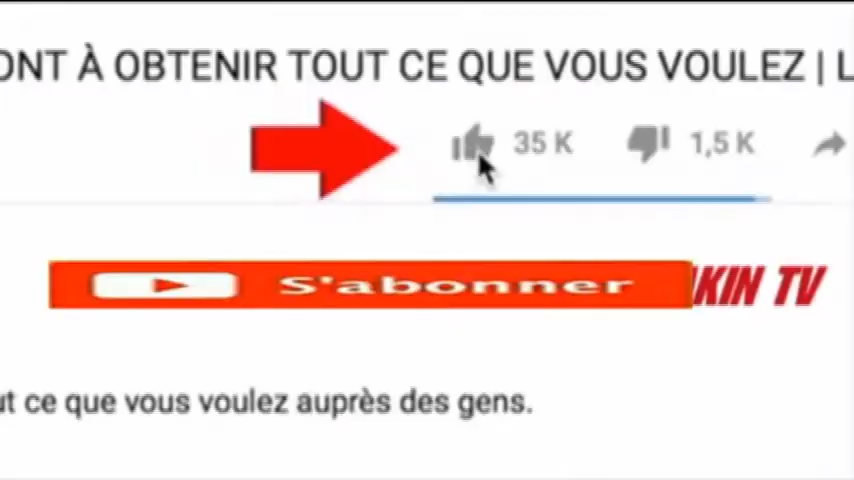 ONT À OBTENIR TOUT CE QUE VOUS VOULEZ | L
35 K 1,5 K
S'abonner
KIN TV
ut ce que vous voulez auprès des gens.